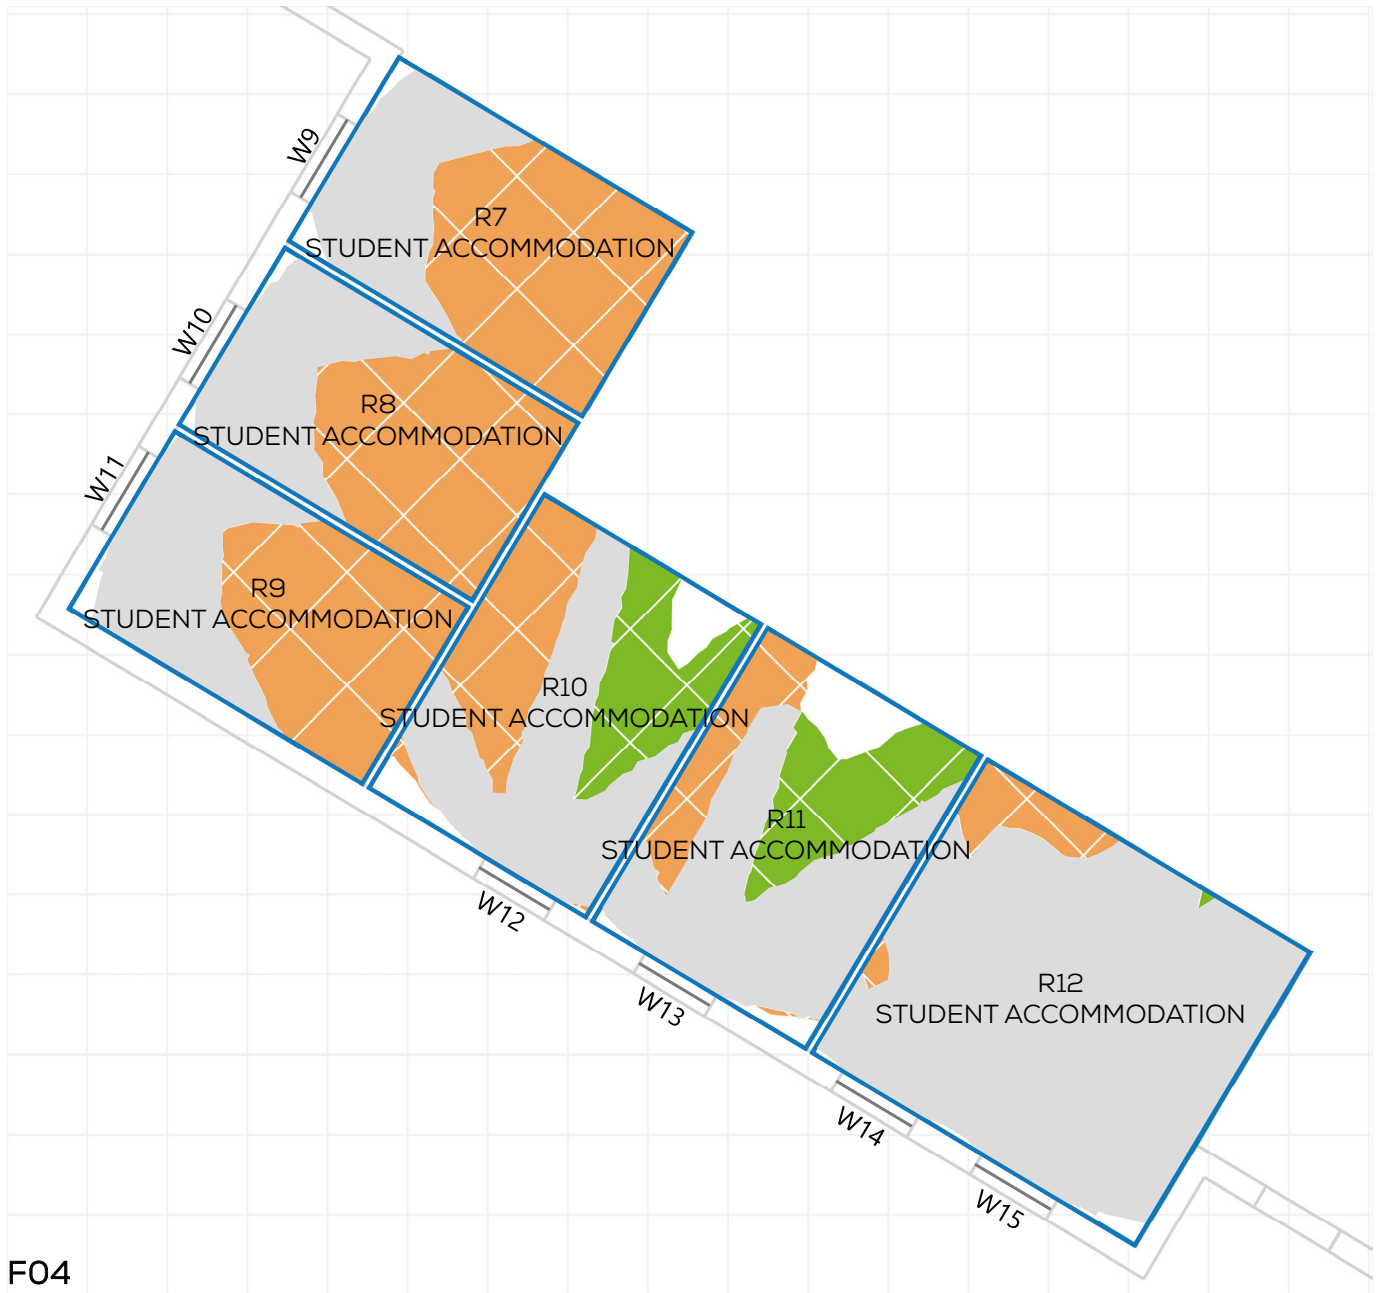 W9
R7
STUDENT ACCOMMODATION
W10
R8
STUDENT ACCOMMODATION
W11
R9
STUDENT ACCOMMODATION
R10
STUDENT ACCOMMODATION
R11
STUDENT ACCOMMODATION
W12
R12
STUDENT ACCOMMODATION
W13
W14
W15
F04